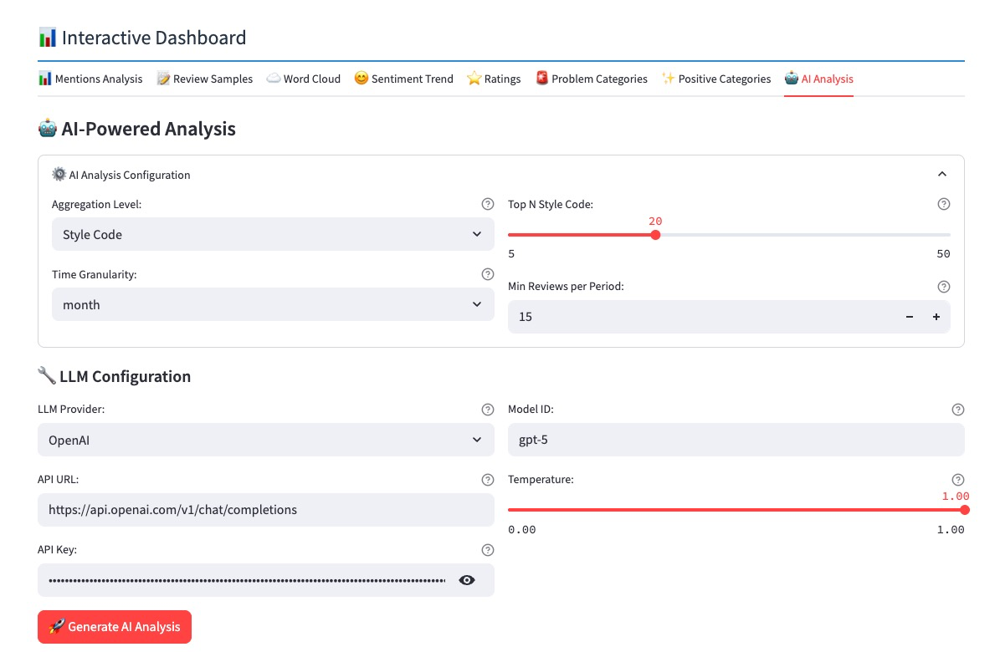 Interactive Dashboard
Mentions Analysis Review Samples Word Cloud Sentiment Trend Ratings Problem Categories Positive Categories AI Analysis
AI-Powered Analysis
AI Analysis Configuration
Aggregation Level:
Style Code
Time Granularity:
month
Top N Style Code:
20
5 50
Min Reviews per Period:
15
LLM Configuration
LLM Provider:
OpenAI
Model ID:
gpt-5
API URL:
https://api.openai.com/v1/chat/completions
Temperature:
1.00
0.00 1.00
API Key:
Generate AI Analysis